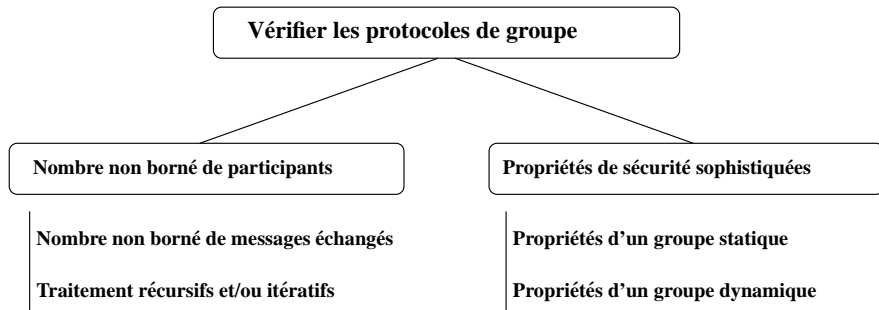 Vérifier les protocoles de groupe
Nombre non borné de participants
Propriétés de sécurité sophistiquées
Nombre non borné de messages échangés
Traitement récursifs et/ou itératifs
Propriétés d'un groupe statique
Propriétés d'un groupe dynamique